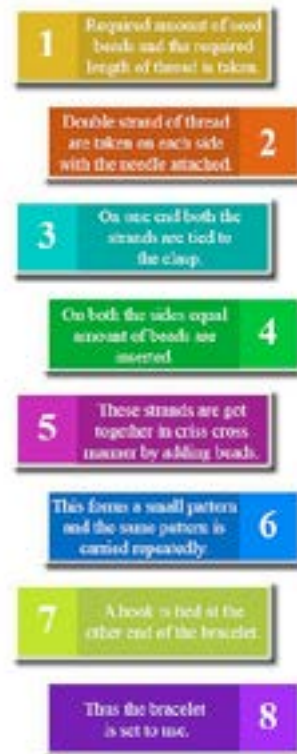 1
Required amount of seed
beads and the required
length of thread is taken.
Double strand of thread
are taken on each side
with the needle attached.
2
3
On one end both the
strands are tied to
the clasp.
On both the sides equal
amount of beads are
inserted.
4
5
These strands are get
together in criss cross
manner by adding beads.
This forms a small pattern
and the same pattern is
carried repeatedly.
6
7
A hook is tied at the
other end of the bracelet.
Thus the bracelet
is set to use.
8